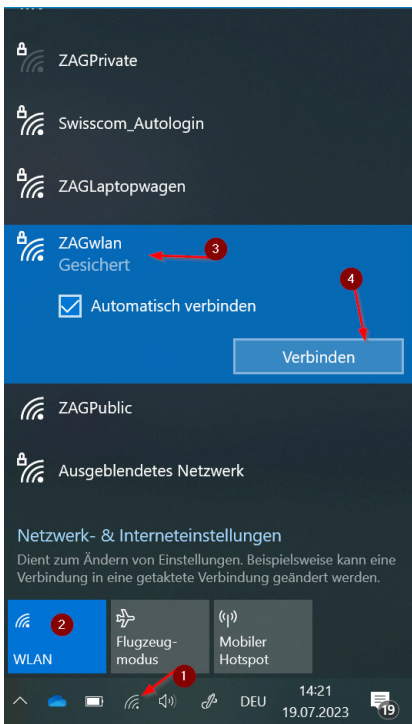 ZAGPrivate
Swisscom_Autologin
ZAGLaptopwagen
ZAGwlan
3
Gesichert
4
Automatisch verbinden
Verbinden
ZAGPublic
Ausgeblendetes Netzwerk
Netzwerk- & Interneteinstellungen
Dient zum Ändern von Einstellungen. Beispielsweise kann eine
Verbindung in eine getaktete Verbindung geändert werden.
2
WLAN
Flugzeug-
modus
Mobiler
Hotspot
1
DEU
14:21
19.07.2023
19